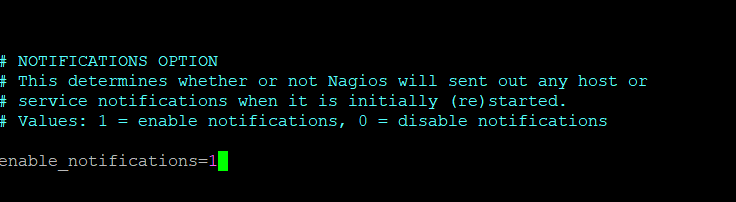 # NOTIFICATIONS OPTION
# This determines whether or not Nagios will sent out any host or
# service notifications when it is initially (re)started.
# Values: 1 = enable notifications, 0 = disable notifications
enable_notifications=1